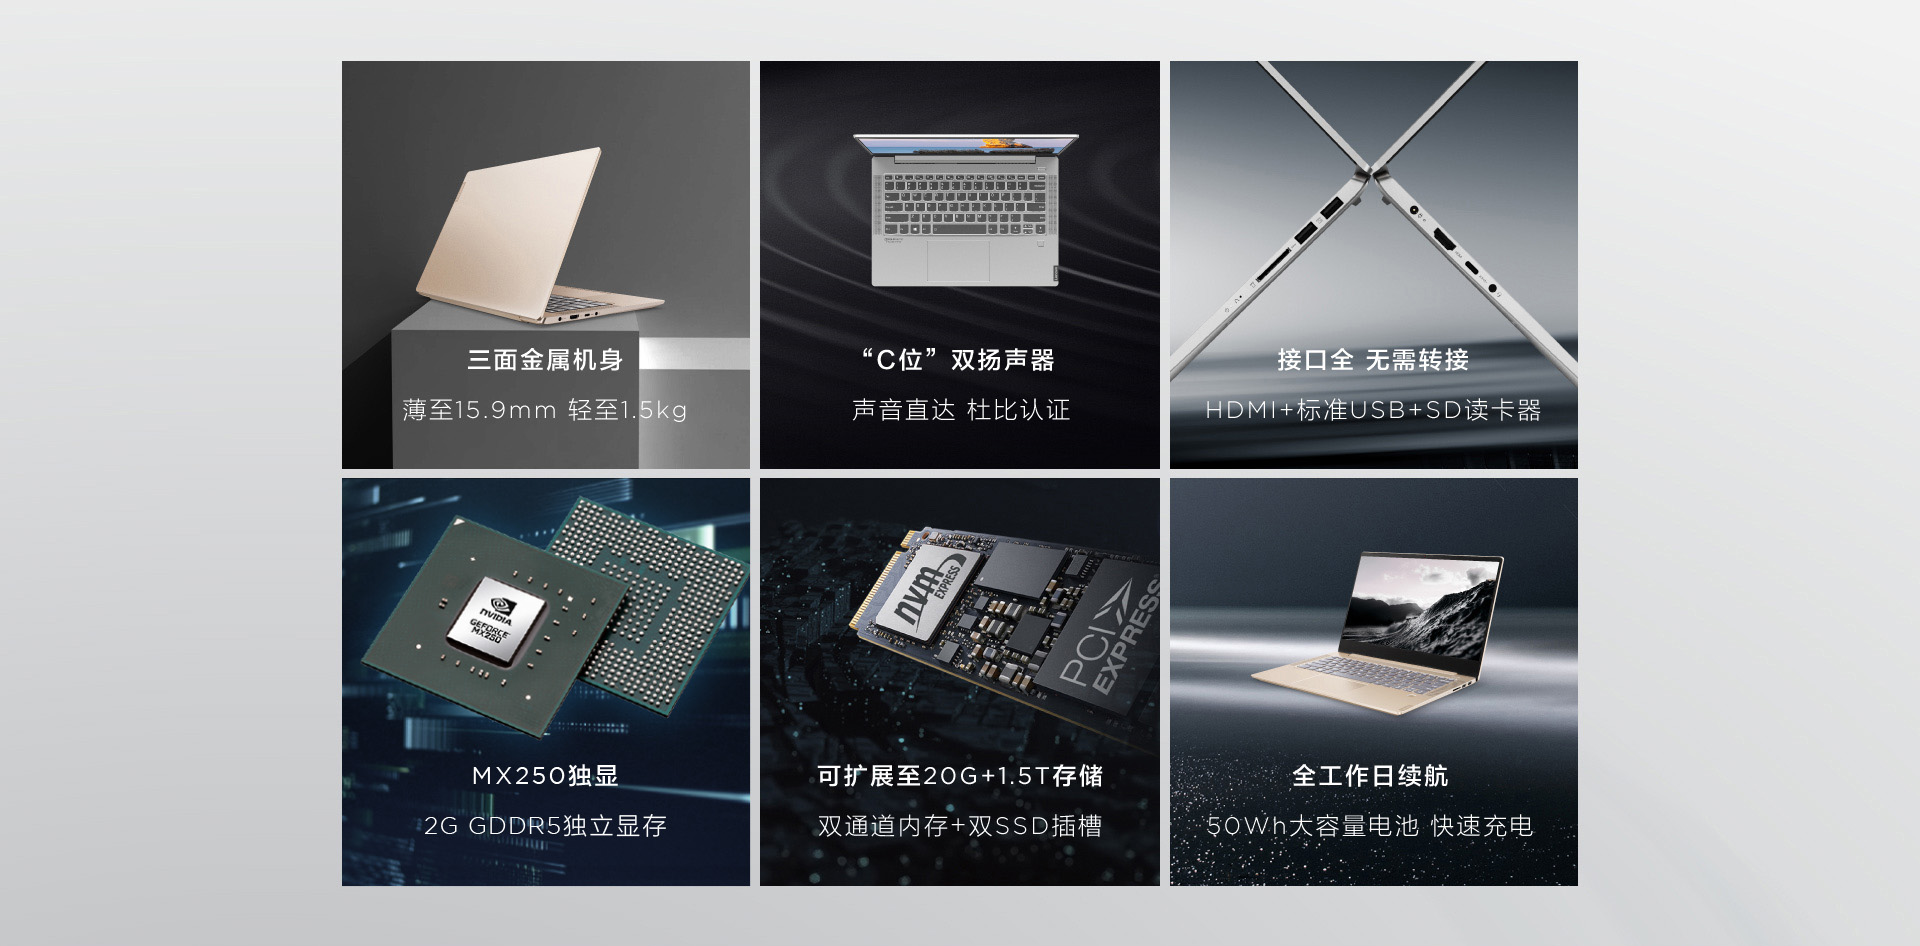 三面金属机身
薄至15.9mm 轻至1.5kg
“C位”双扬声器
声音直达 杜比认证
接口全 无需转接
HDMI+标准USB+SD读卡器
NVIDIA
GEFORCE
MX250
MX250独显
2G GDDR5独立显存
nvm
EXPRESS
PCI
EXPRESS
可扩展至20G+1.5T存储
双通道内存+双SSD插槽
全工作日续航
50Wh大容量电池 快速充电